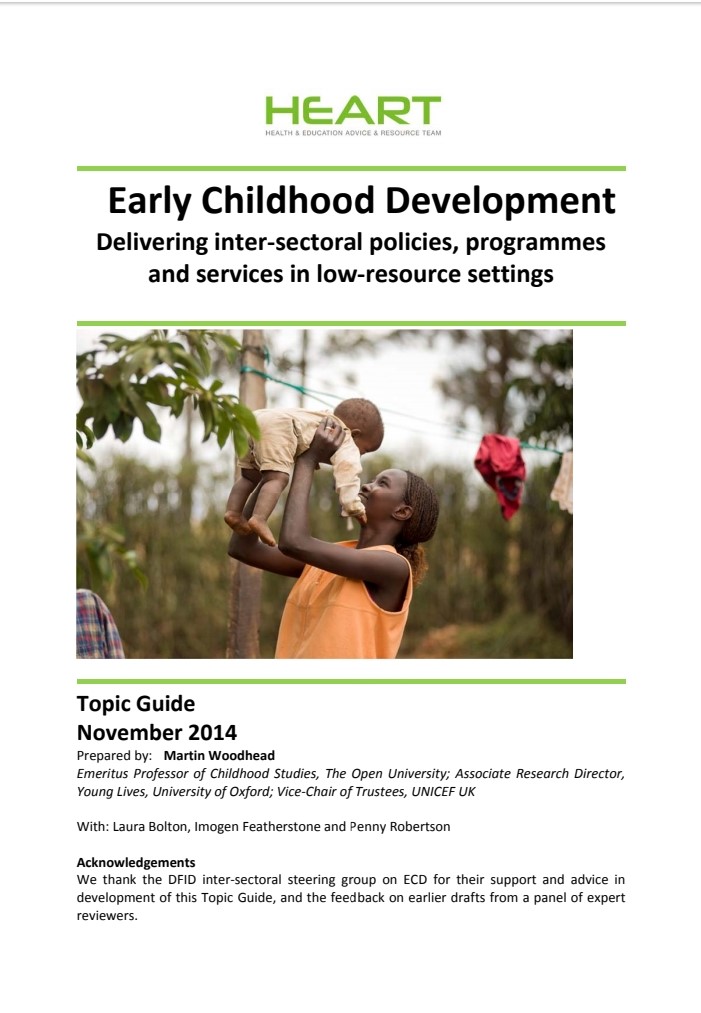 HEART
HEALTH & EDUCATION ADVICE & RESOURCE TEAM
Early Childhood Development
Delivering inter-sectoral policies, programmes
and services in low-resource settings
Topic Guide
November 2014
Prepared by: Martin Woodhead
Emeritus Professor of Childhood Studies, The Open University; Associate Research Director,
Young Lives, University of Oxford; Vice-Chair of Trustees, UNICEF UK
With: Laura Bolton, Imogen Featherstone and Penny Robertson
Acknowledgements
We thank the DFID inter-sectoral steering group on ECD for their support and advice in
development of this Topic Guide, and the feedback on earlier drafts from a panel of expert
reviewers.